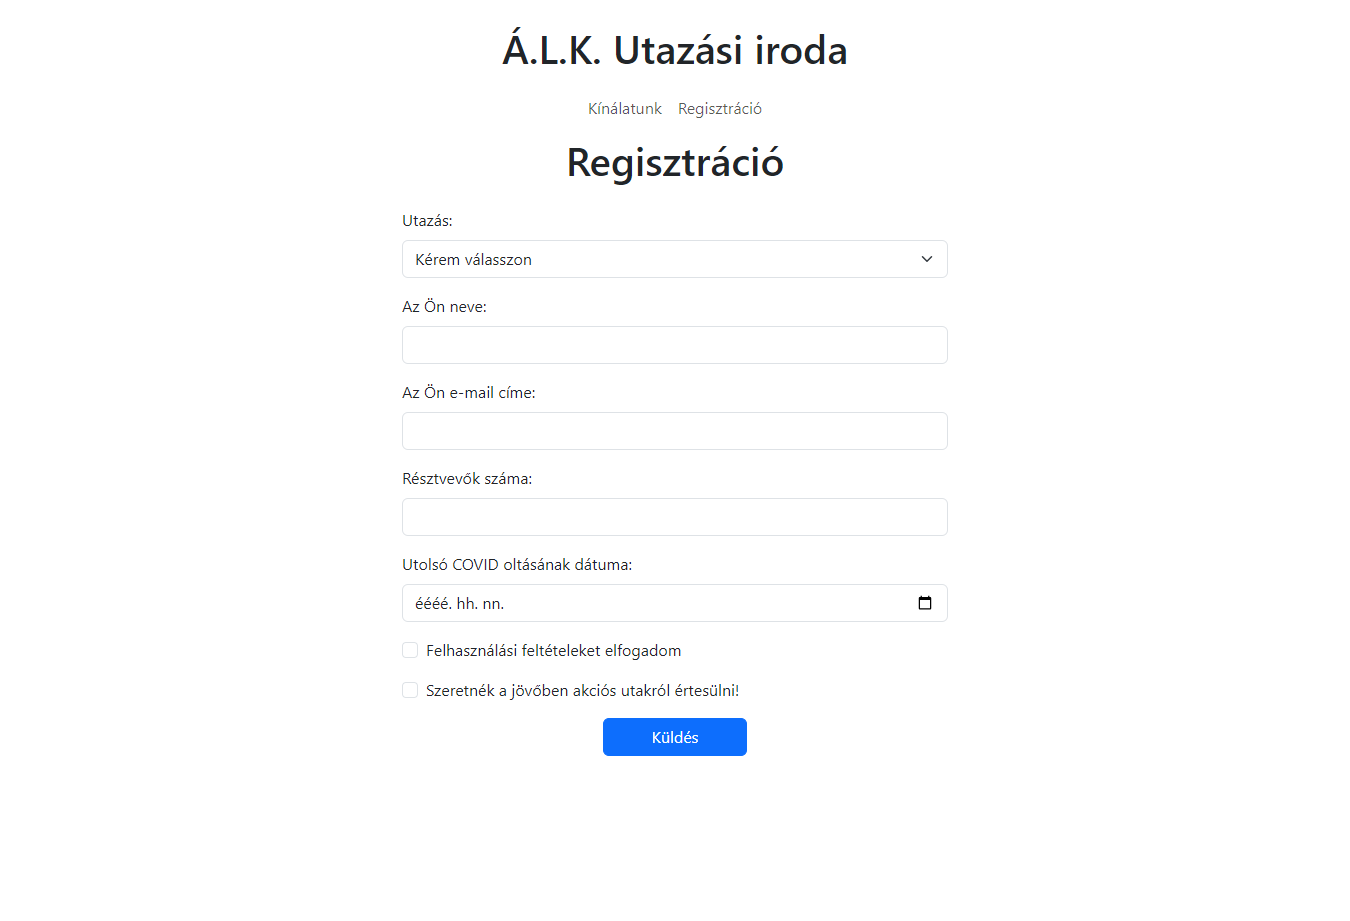 Á.L.K. Utazási iroda
Kínálatunk Regisztráció
Regisztráció
Utazás:
Kérem válasszon
Az Ön neve:
Az Ön e-mail címe:
Résztvevők száma:
Utolsó COVID oltásának dátuma:
éééé. hh. nn.
Felhasználási feltételeket elfogadom
Szeretnék a jövőben akciós utakról értesülni!
Küldés